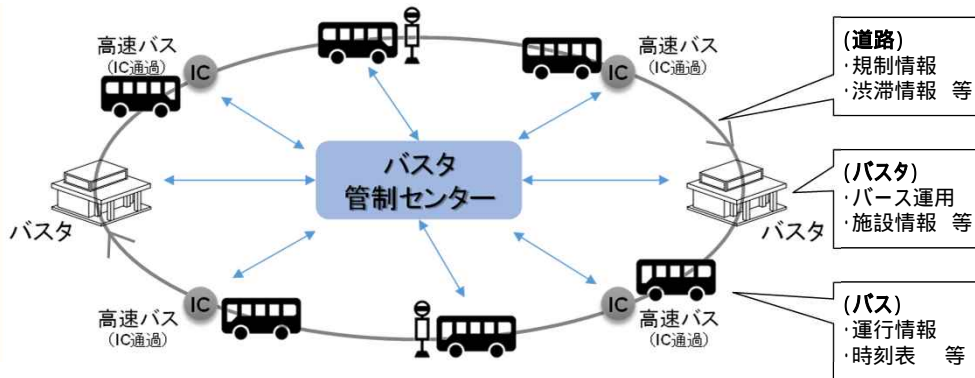 高速バス
(IC通過)
IC
高速バス
(IC通過)
IC
バスタ
管制センター
バスタ
バスタ
高速バス
(IC通過)
IC
高速バス
(IC通過)
IC
(道路)
·規制情報
·渋滞情報 等
(バスタ)
·バース運用
·施設情報 等
(バス)
·運行情報
·時刻表 等